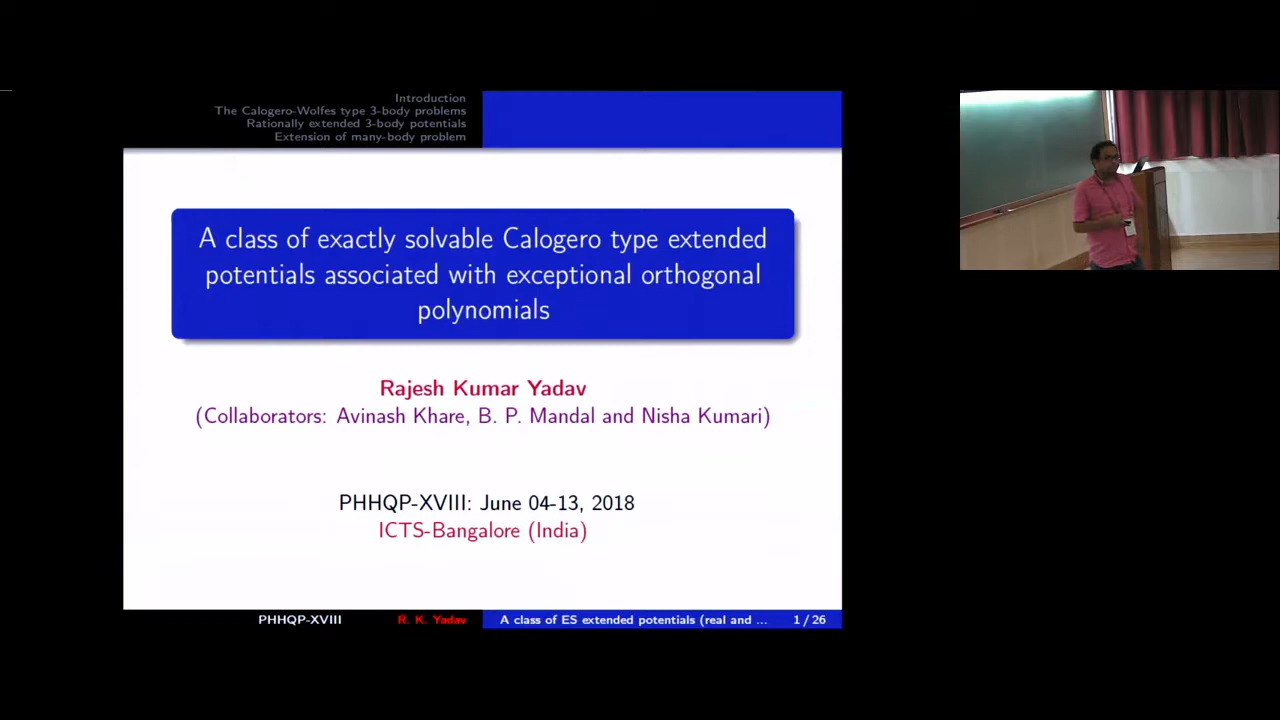 Introduction
The Calogero-Wolfes type 3-body problems
Rationally extended 3-body potentials
Extension of many-body problem
A class of exactly solvable Calogero type extended
potentials associated with exceptional orthogonal
polynomials
Rajesh Kumar Yadav
(Collaborators: Avinash Khare, B. P. Mandal and Nisha Kumari)
PHHQP-XVIII: June 04-13, 2018
ICTS-Bangalore (India)
PHHQP-XVIII R. K. Yadav A class of ES extended potentials (real and ... 1 / 26